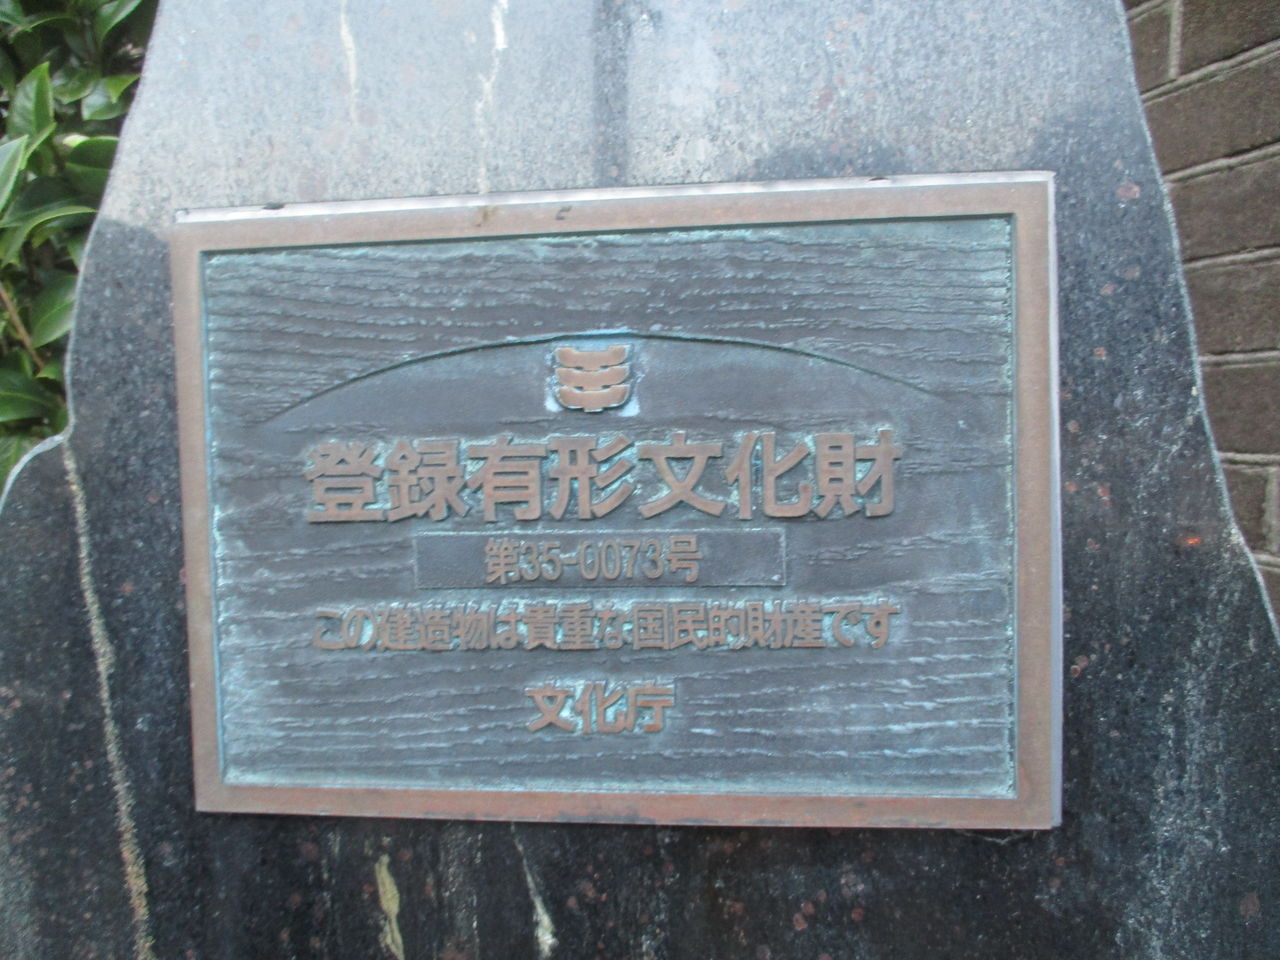 登録有形文化財
第35-0073号
この建造物は貴重な国民的財産です
文化庁